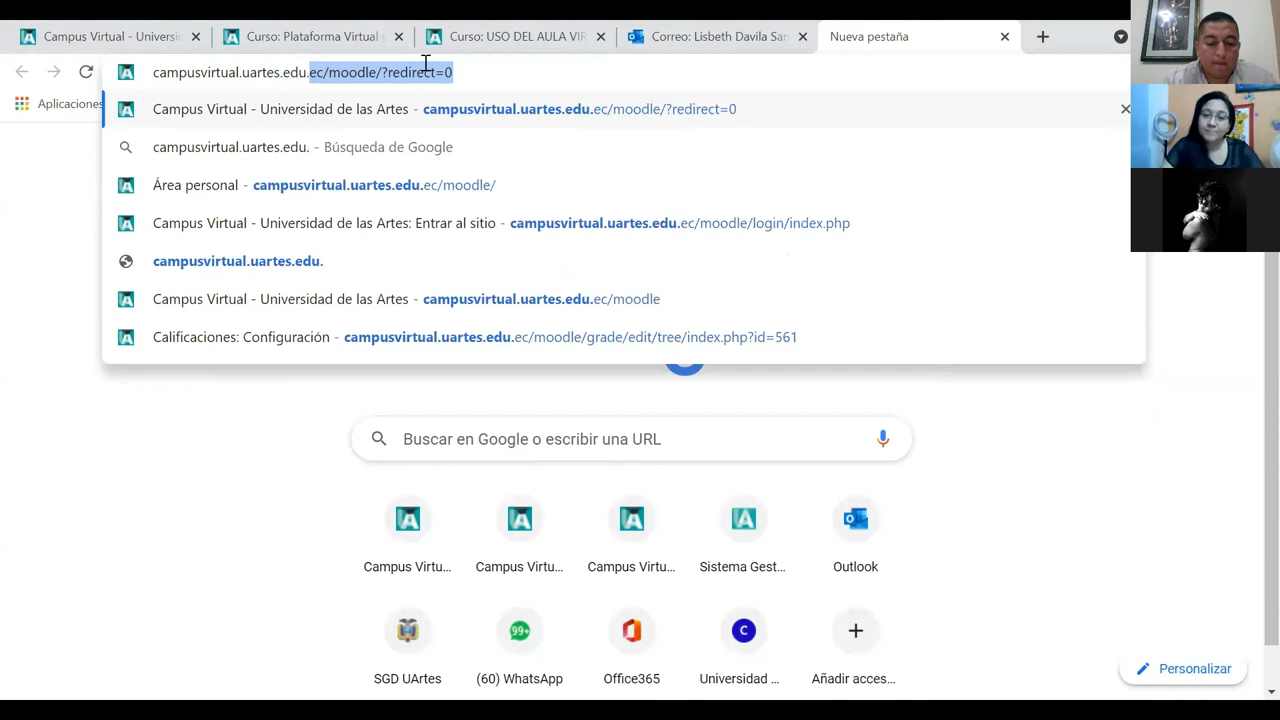 Campus Virtual - Universi
Curso: Plataforma Virtual
Curso: USO DEL AULA VIR
Correo: Lisbeth Davila San
Nueva pestaña
campusvirtual.uartes.edu.ec/moodle/?redirect=0
Aplicaciones
Campus Virtual - Universidad de las Artes - campusvirtual.uartes.edu.ec/moodle/?redirect=0
campusvirtual.uartes.edu. - Búsqueda de Google
Área personal - campusvirtual.uartes.edu.ec/moodle/
Campus Virtual - Universidad de las Artes: Entrar al sitio - campusvirtual.uartes.edu.ec/moodle/login/index.php
campusvirtual.uartes.edu.
Campus Virtual - Universidad de las Artes - campusvirtual.uartes.edu.ec/moodle
Calificaciones: Configuración - campusvirtual.uartes.edu.ec/moodle/grade/edit/tree/index.php?id=561
Buscar en Google o escribir una URL
Campus Virtu...
Campus Virtu...
Campus Virtu...
Sistema Gest...
Outlook
99+
C
SGD UArtes
(60) WhatsApp
Office365
Universidad ...
Añadir acces...
Personalizar